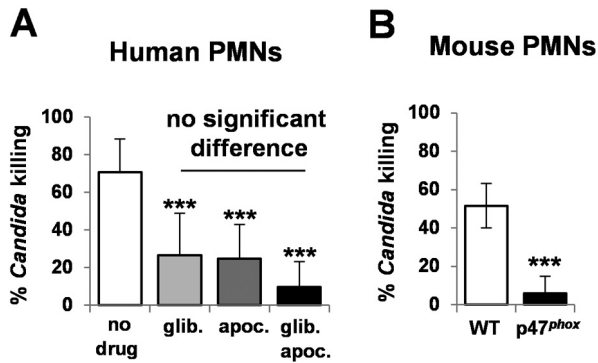 A
Human PMNs
% Candida killing
100
80
60
40
20
0
no significant
difference
***
***
***
no
drug
glib.
apoc.
glib.
apoc.
B
Mouse PMNs
% Candida killing
100
80
60
40
20
0
***
WT
p47phox